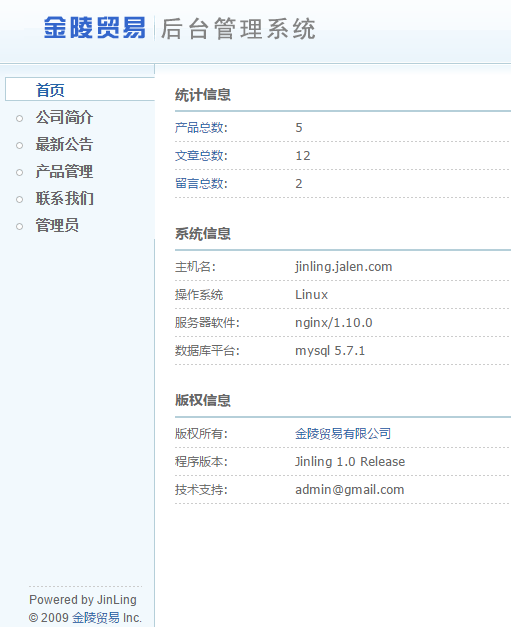 金陵贸易 后台管理系统
首页
公司简介
最新公告
产品管理
联系我们
管理员
统计信息
产品总数: 5
文章总数: 12
留言总数: 2
系统信息
主机名: jinling.jalen.com
操作系统 Linux
服务器软件: nginx/1.10.0
数据库平台: mysql 5.7.1
版权信息
版权所有: 金陵贸易有限公司
程序版本: Jinling 1.0 Release
技术支持: admin@gmail.com
Powered by JinLing
© 2009 金陵贸易 Inc.